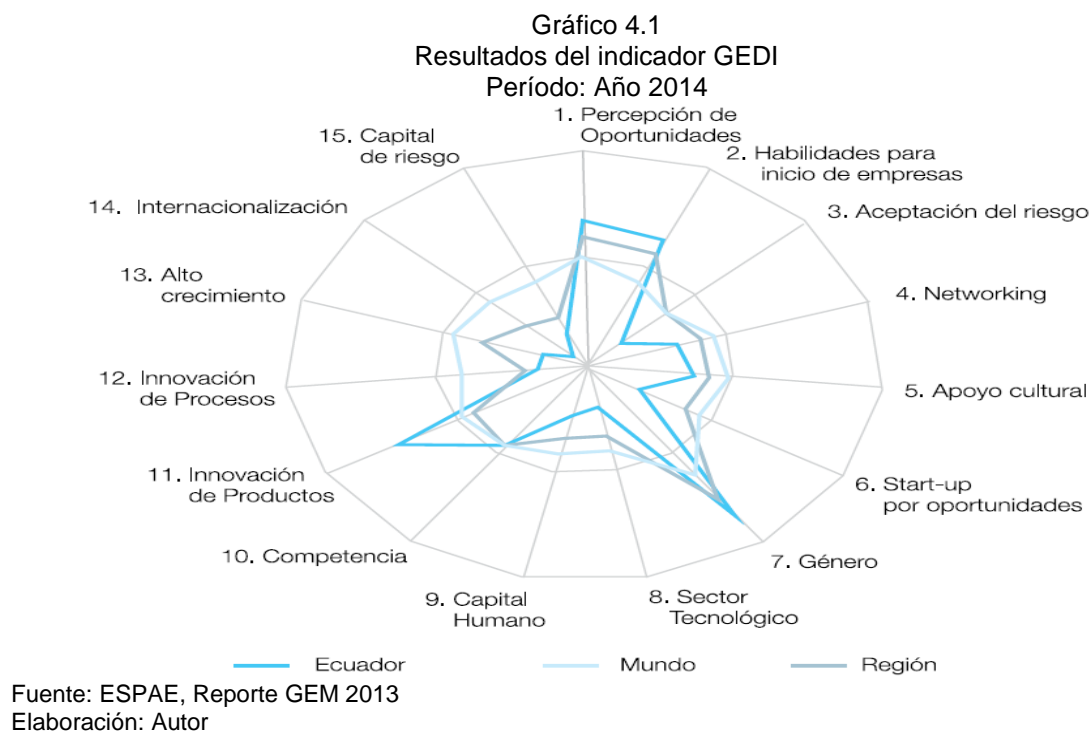 Gráfico 4.1
Resultados del indicador GEDI
Período: Año 2014
1. Percepción de
Oportunidades
2. Habilidades para
inicio de empresas
3. Aceptación del riesgo
4. Networking
5. Apoyo cultural
6. Start-up
por oportunidades
7. Género
8. Sector
Tecnológico
9. Capital
Humano
10. Competencia
11. Innovación
de Productos
12. Innovación
de Procesos
13. Alto
crecimiento
14. Internacionalización
15. Capital
de riesgo
Ecuador
Mundo
Región
Fuente: ESPAE, Reporte GEM 2013
Elaboración: Autor